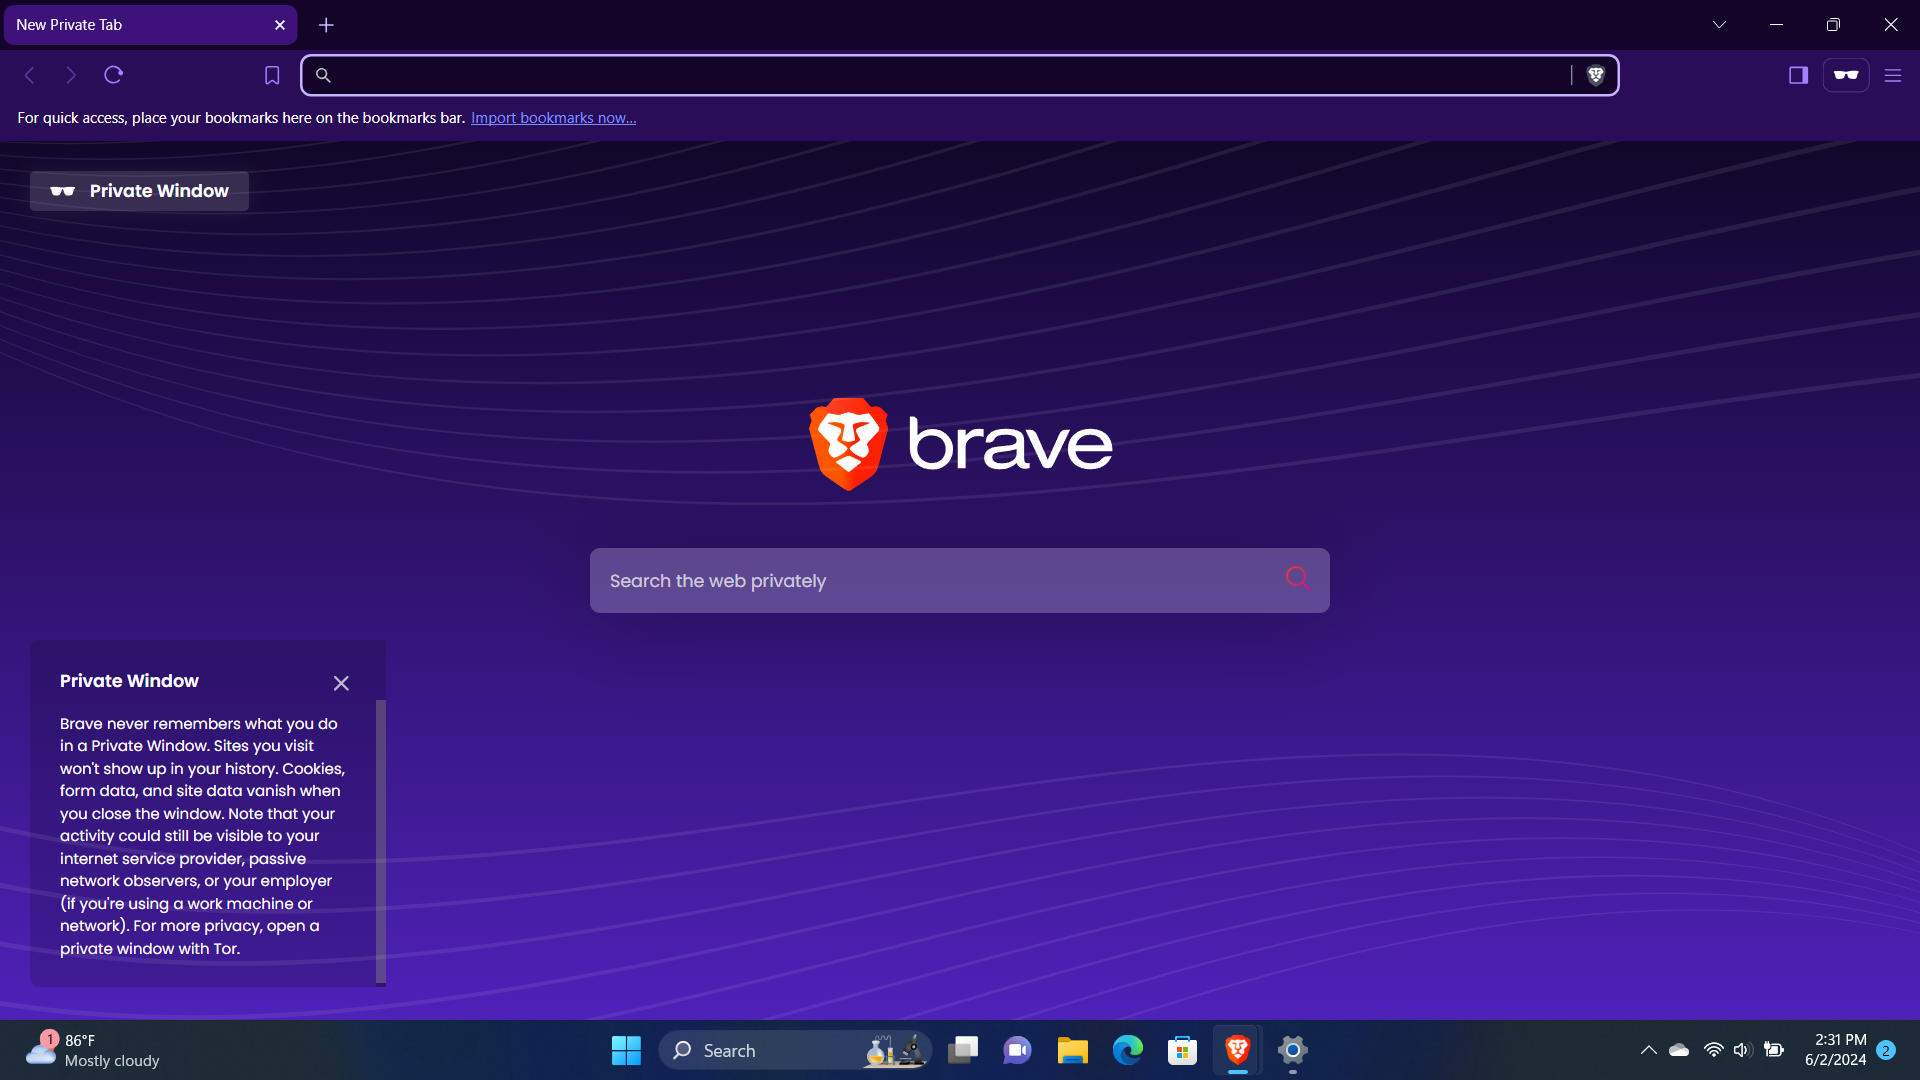 New Private Tab
For quick access, place your bookmarks here on the bookmarks bar. Import bookmarks now...
Private Window
brave
Search the web privately
Private Window
Brave never remembers what you do
in a Private Window. Sites you visit
won't show up in your history. Cookies,
form data, and site data vanish when
you close the window. Note that your
activity could still be visible to your
internet service provider, passive
network observers, or your employer
(if you're using a work machine or
network). For more privacy, open a
private window with Tor.
1
86°F
Mostly cloudy
Search
2:31 PM
6/2/2024
2